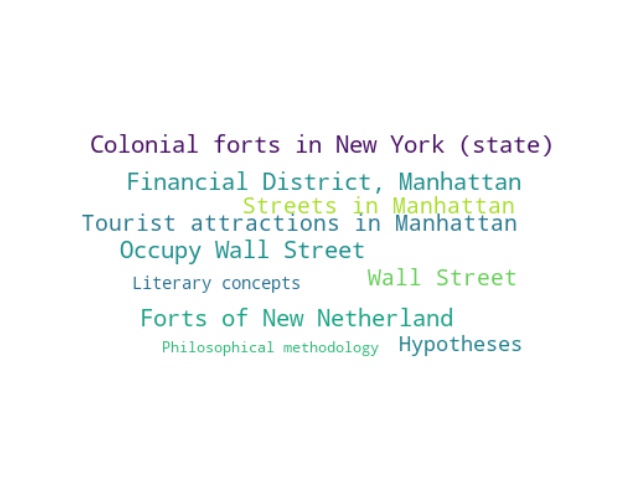 Colonial forts in New York (state)
Financial District, Manhattan
Streets in Manhattan
Tourist attractions in Manhattan
Occupy Wall Street
Wall Street
Literary concepts
Forts of New Netherland
Hypotheses
Philosophical methodology